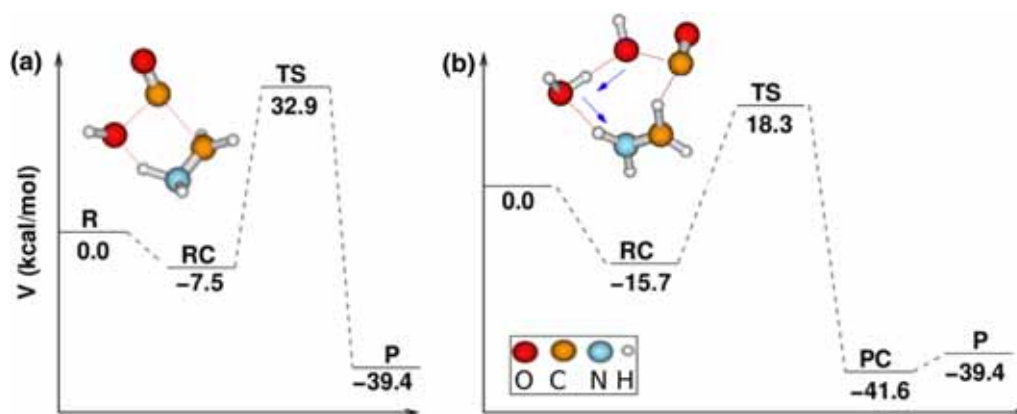 (a)
V (kcal/mol)
R
0.0
RC
−7.5
TS
32.9
P
−39.4
(b)
0.0
RC
−15.7
TS
18.3
PC
−41.6
P
−39.4
O C N H